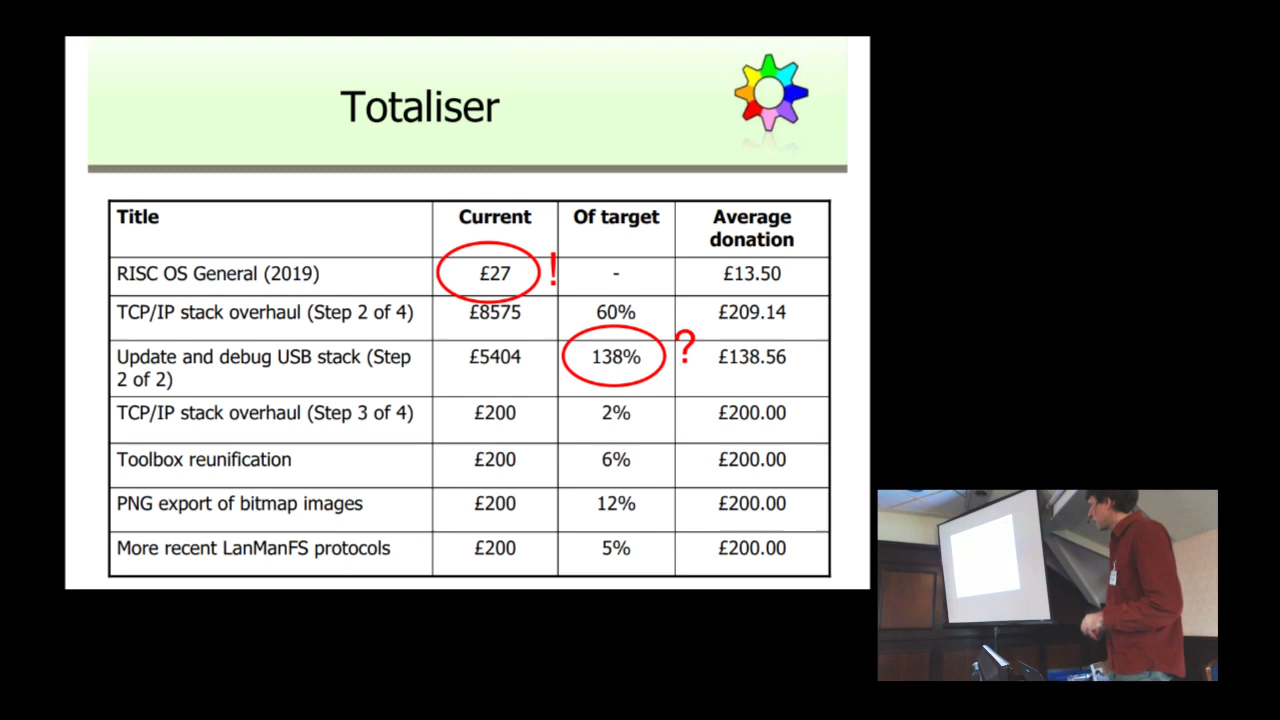 Totaliser
Title Current Of target Average
donation
RISC OS General (2019) £27 ! - £13.50
TCP/IP stack overhaul (Step 2 of 4) £8575 60% £209.14
Update and debug USB stack (Step £5404 138% ? £138.56
2 of 2)
TCP/IP stack overhaul (Step 3 of 4) £200 2% £200.00
Toolbox reunification £200 6% £200.00
PNG export of bitmap images £200 12% £200.00
More recent LanManFS protocols £200 5% £200.00